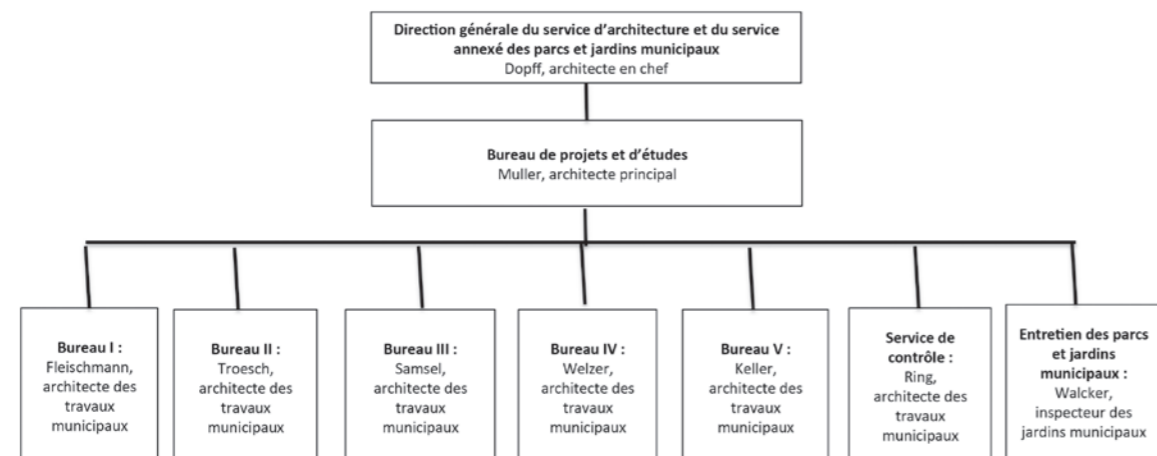 Direction générale du service d’architecture et du service
annexé des parcs et jardins municipaux
Dopff, architecte en chef
Bureau de projets et d’études
Muller, architecte principal
Bureau I :
Fleischmann,
architecte des
travaux
municipaux
Bureau II :
Troesch,
architecte des
travaux
municipaux
Bureau III :
Samsel,
architecte des
travaux
municipaux
Bureau IV :
Welzer,
architecte des
travaux
municipaux
Bureau V :
Keller,
architecte des
travaux
municipaux
Service de
contrôle :
Ring,
architecte des
travaux
municipaux
Entretien des parcs
et jardins
municipaux :
Walcker,
inspecteur des
jardins municipaux